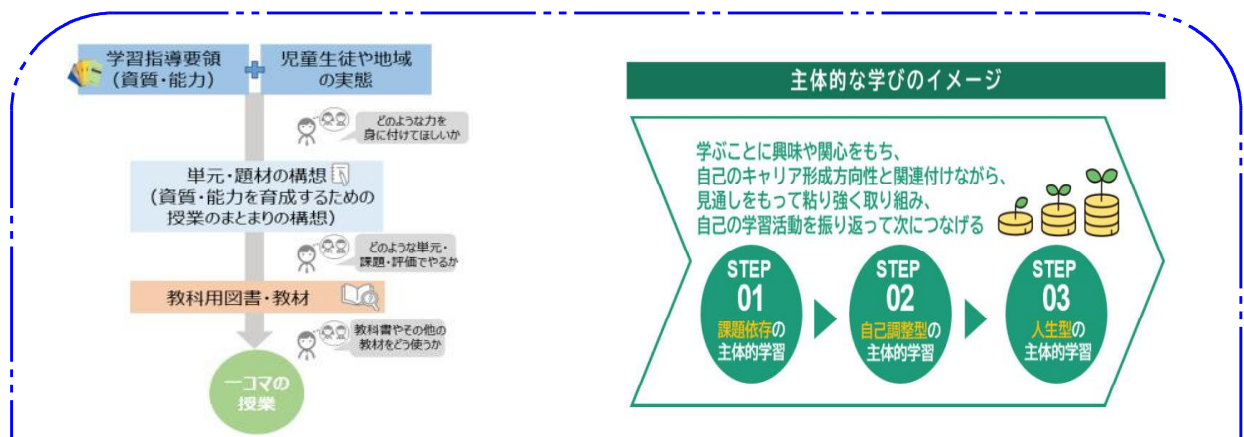 学習指導要領
(資質・能力)
児童生徒や地域
の実態
どのような力を
身に付けてほしいか
単元・題材の構想
(資質・能力を育成するための
授業のまとまりの構想)
どのような単元・
課題・評価でやるか
教科用図書・教材
教科書やその他の
教材をどう使うか
一コマの
授業
主体的な学びのイメージ
学ぶことに興味や関心をもち、
自己のキャリア形成方向性と関連付けながら、
見通しをもって粘り強く取り組み、
自己の学習活動を振り返って次につなげる
STEP
01
課題依存の
主体的学習
STEP
02
自己調整型の
主体的学習
STEP
03
人生型の
主体的学習